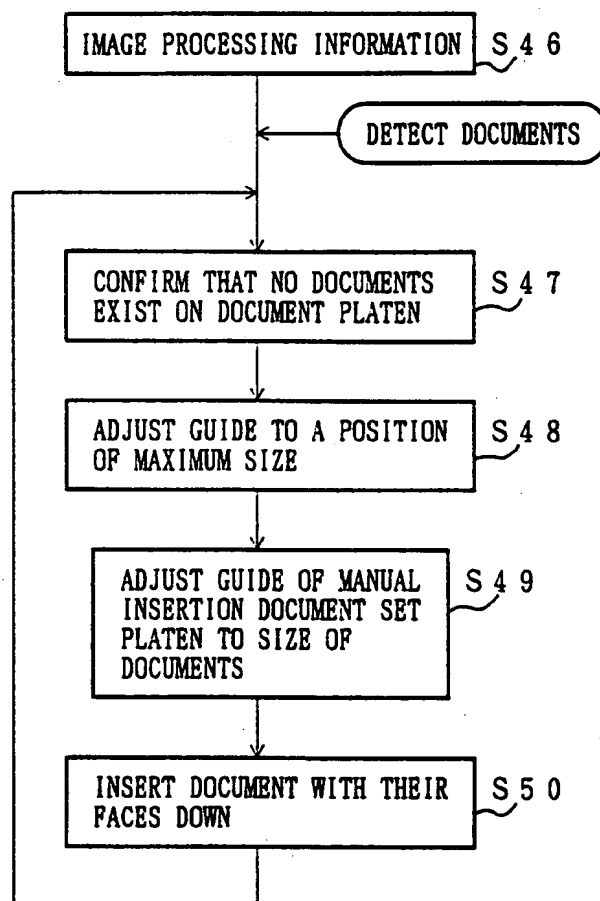 IMAGE PROCESSING INFORMATION S46
DETECT DOCUMENTS
CONFIRM THAT NO DOCUMENTS S47
EXIST ON DOCUMENT PLATEN
ADJUST GUIDE TO A POSITION S48
OF MAXIMUM SIZE
ADJUST GUIDE OF MANUAL S49
INSERTION DOCUMENT SET
PLATEN TO SIZE OF
DOCUMENTS
INSERT DOCUMENT WITH THEIR S50
FACES DOWN